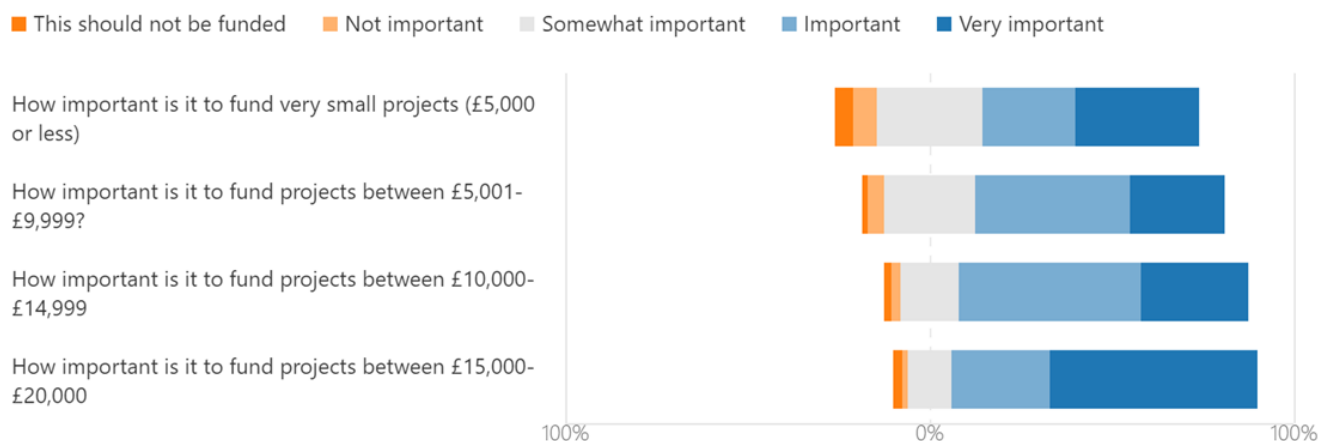 This should not be funded Not important Somewhat important Important Very important
How important is it to fund very small projects (£5,000
or less)
How important is it to fund projects between £5,001-
£9,999?
How important is it to fund projects between £10,000-
£14,999
How important is it to fund projects between £15,000-
£20,000
100% 0% 100%